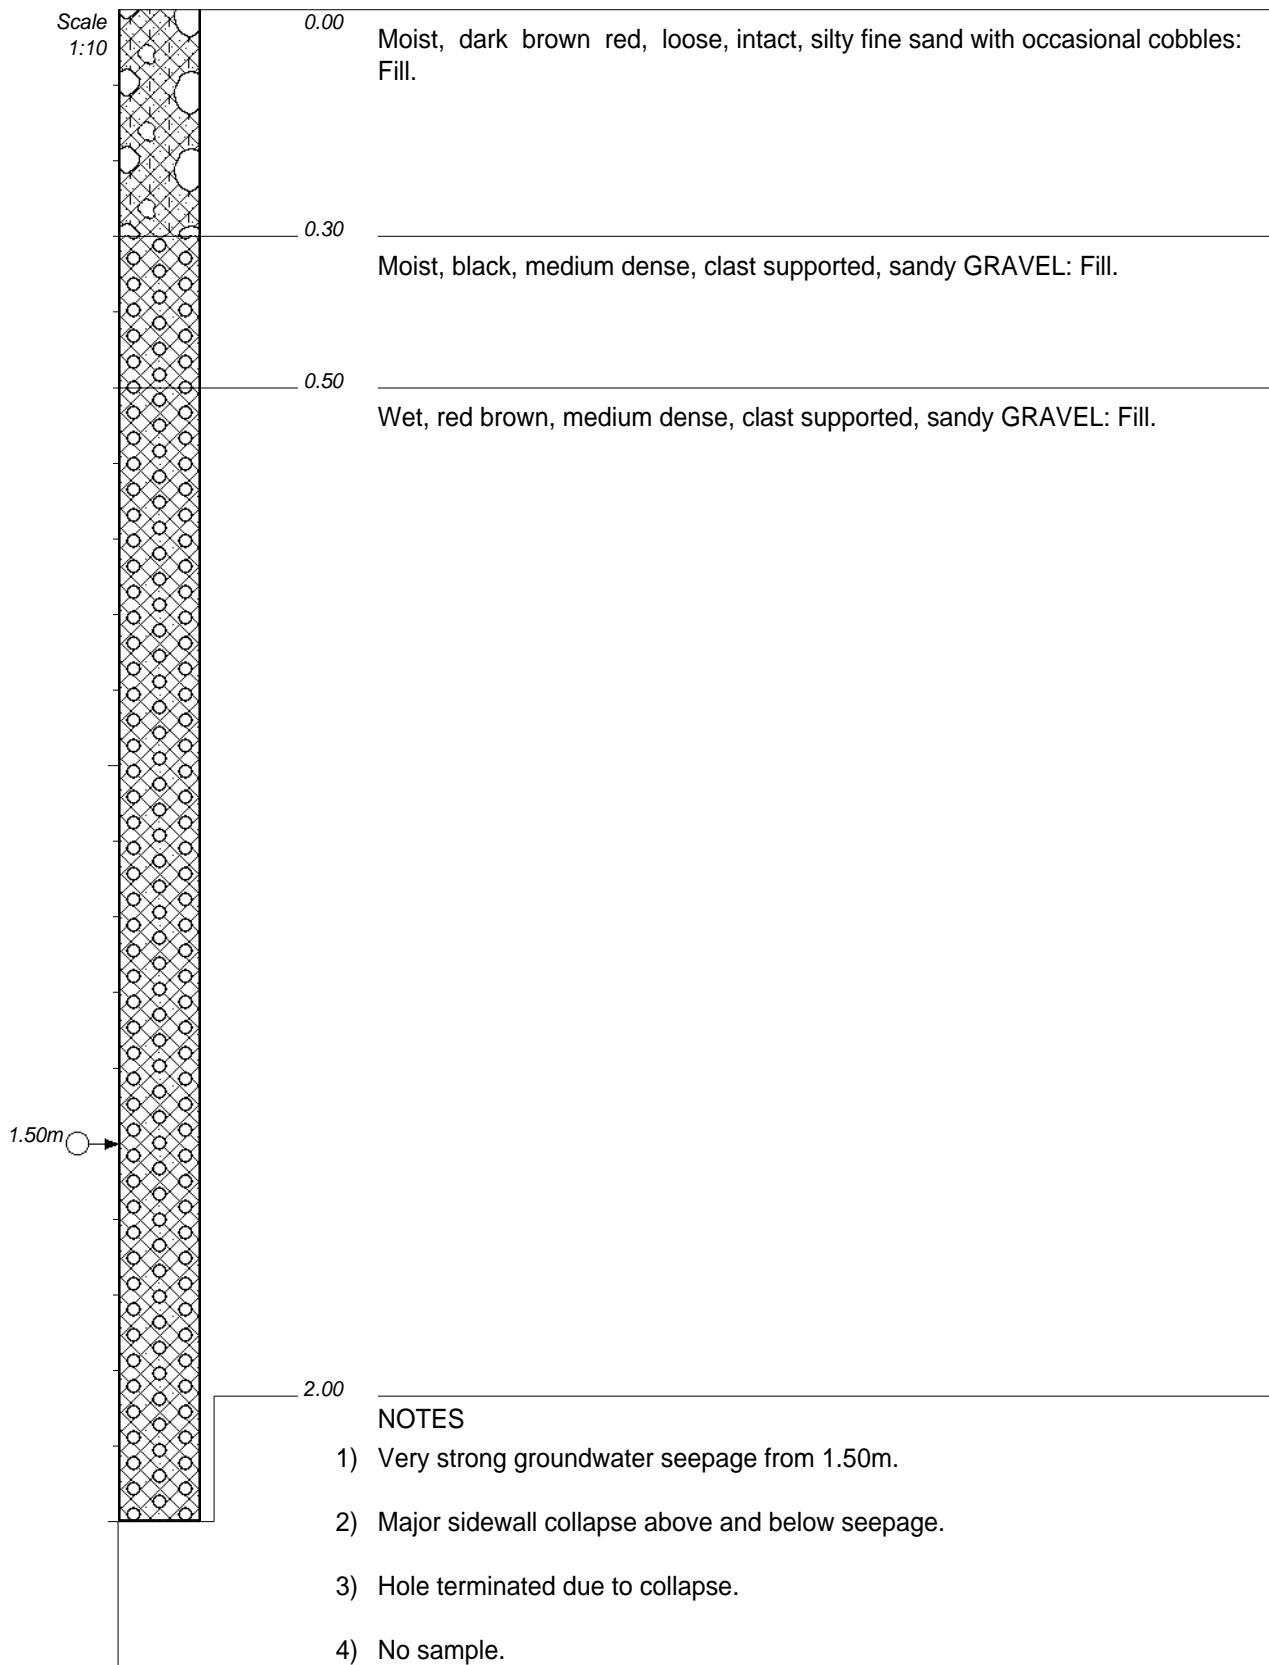 Scale
1:10
0.00
Moist, dark brown red, loose, intact, silty fine sand with occasional cobbles:
Fill.
0.30
Moist, black, medium dense, clast supported, sandy GRAVEL: Fill.
0.50
Wet, red brown, medium dense, clast supported, sandy GRAVEL: Fill.
1.50m
2.00
NOTES
1) Very strong groundwater seepage from 1.50m.
2) Major sidewall collapse above and below seepage.
3) Hole terminated due to collapse.
4) No sample.